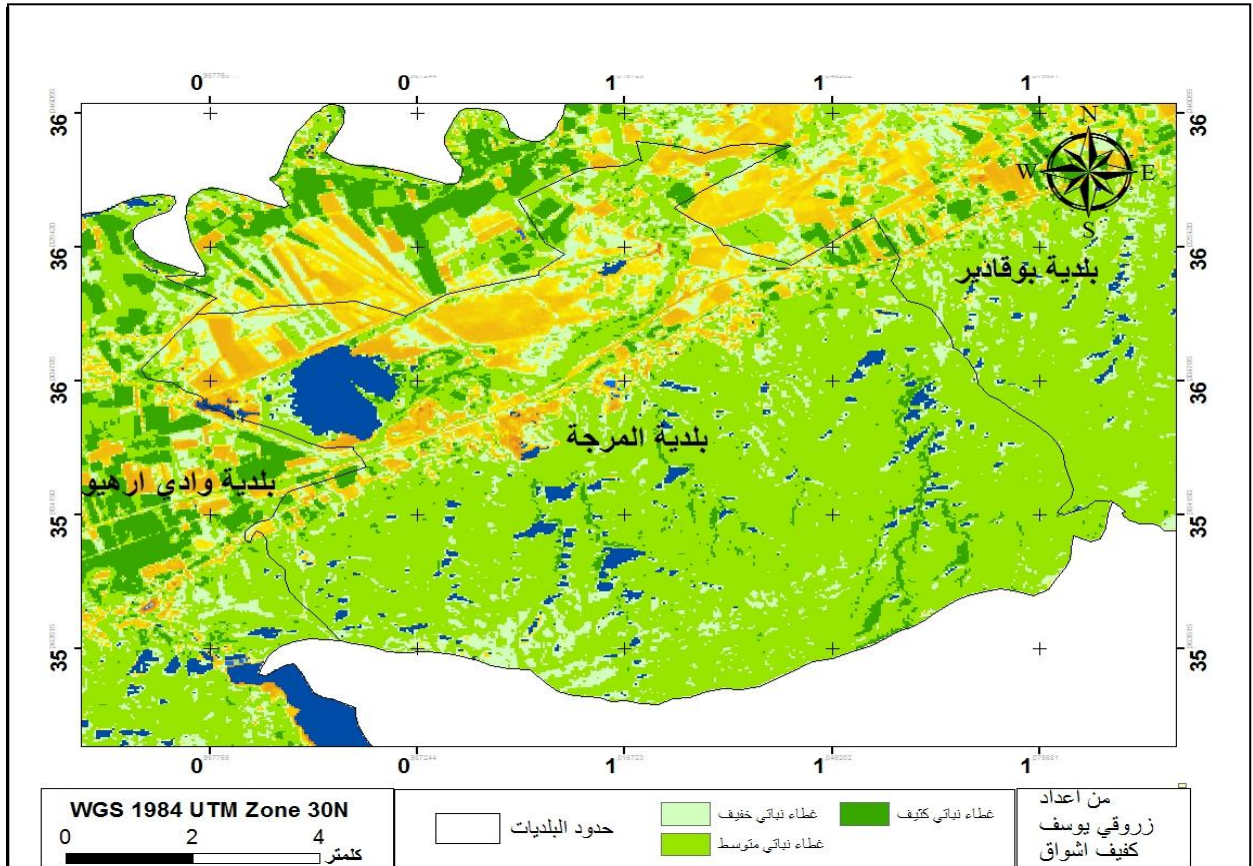 0 0 1 1 1
36 36
N
W E
S
36 36
بلدية بوقادير
36 36
بلدية المرجة
بلدية وادي ارهيو
35 35
35 35
0 0 1 1 1
WGS 1984 UTM Zone 30N
0 2 4
كلمتر
حدود البلديات
غطاء نباتي خفيف
غطاء نباتي متوسط
غطاء نباتي كثيف
من اعداد
زروقي يوسف
كفيف اشواق